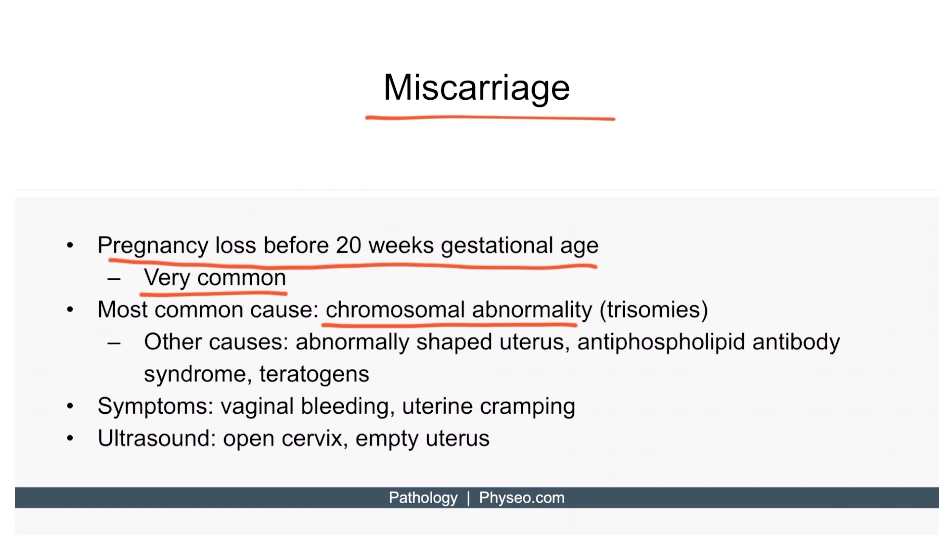 Miscarriage
• Pregnancy loss before 20 weeks gestational age
– Very common
• Most common cause: chromosomal abnormality (trisomies)
– Other causes: abnormally shaped uterus, antiphospholipid antibody
syndrome, teratogens
• Symptoms: vaginal bleeding, uterine cramping
• Ultrasound: open cervix, empty uterus
Pathology | Physeo.com